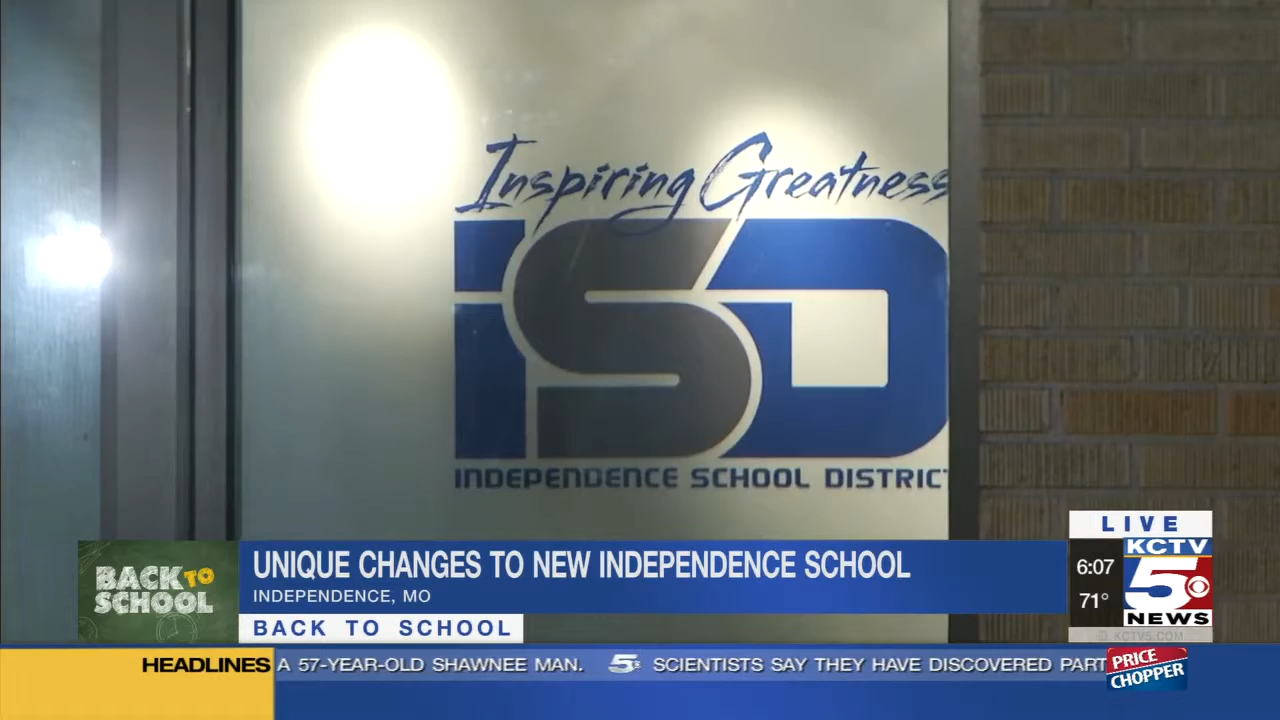 Inspiring Greatness
iSD
INDEPENDENCE SCHOOL DISTRICT
LIVE
BACK TO SCHOOL
UNIQUE CHANGES TO NEW INDEPENDENCE SCHOOL
INDEPENDENCE, MO
BACK TO SCHOOL
6:07
71°
KCTV
5
NEWS
KCTV5.COM
HEADLINES A 57-YEAR-OLD SHAWNEE MAN. 5 SCIENTISTS SAY THEY HAVE DISCOVERED PART
PRICE
CHOPPER